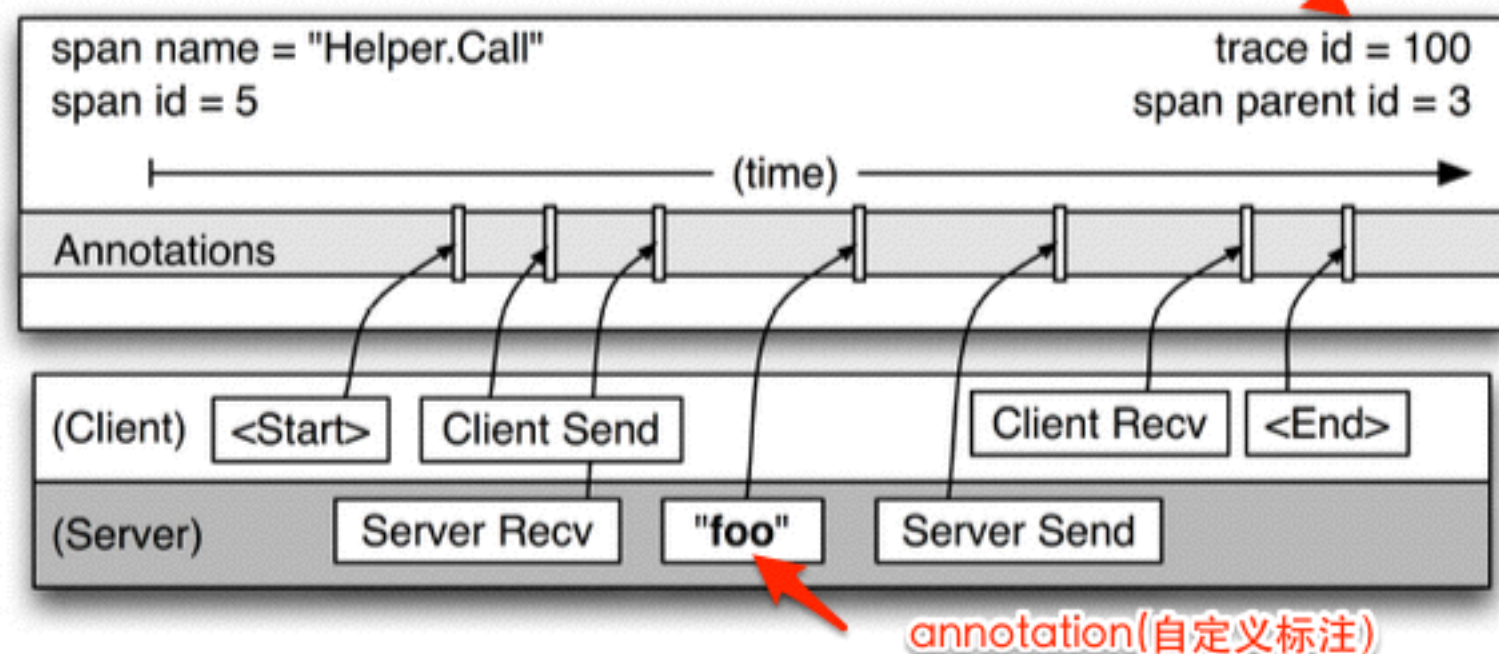 span name = "Helper.Call"
trace id = 100
span id = 5
span parent id = 3
(time)
Annotations
(Client)
<Start>
Client Send
Client Recv
<End>
(Server)
Server Recv
"foo"
Server Send
annotation(自定义标注)